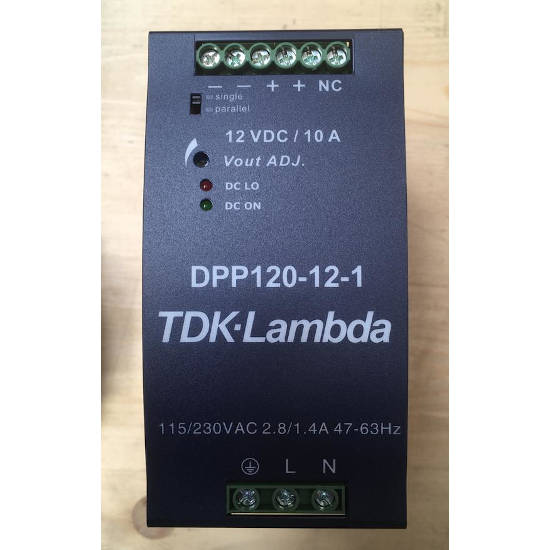 — — + + NC
single
parallel
12 VDC / 10 A
Vout ADJ.
DC LO
DC ON
DPP120-12-1
TDK·Lambda
115/230VAC 2.8/1.4A 47-63Hz
L N